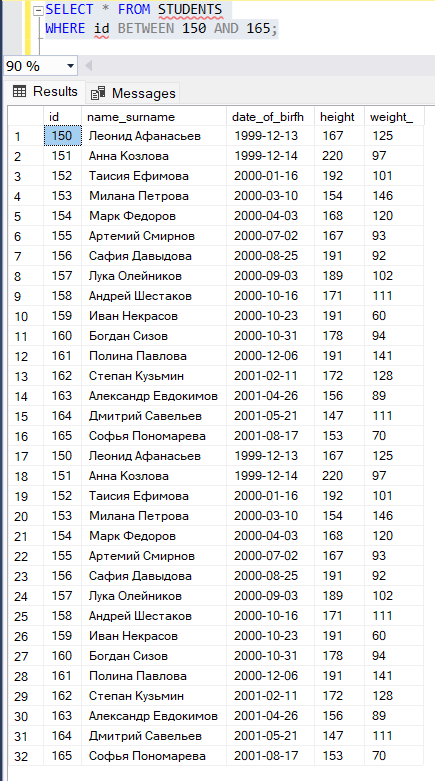 SELECT * FROM STUDENTS
WHERE id BETWEEN 150 AND 165;
90 %
Results Messages
id name_surname date_of_birfh height weight_
1 150 Леонид Афанасьев 1999-12-13 167 125
2 151 Анна Козлова 1999-12-14 220 97
3 152 Таисия Ефимова 2000-01-16 192 101
4 153 Милана Петрова 2000-03-10 154 146
5 154 Марк Федоров 2000-04-03 168 120
6 155 Артемий Смирнов 2000-07-02 167 93
7 156 Сафия Давыдова 2000-08-25 191 92
8 157 Лука Олейников 2000-09-03 189 102
9 158 Андрей Шестаков 2000-10-16 171 111
10 159 Иван Некрасов 2000-10-23 191 60
11 160 Богдан Сизов 2000-10-31 178 94
12 161 Полина Павлова 2000-12-06 191 141
13 162 Степан Кузьмин 2001-02-11 172 128
14 163 Александр Евдокимов 2001-04-26 156 89
15 164 Дмитрий Савельев 2001-05-21 147 111
16 165 Софья Пономарева 2001-08-17 153 70
17 150 Леонид Афанасьев 1999-12-13 167 125
18 151 Анна Козлова 1999-12-14 220 97
19 152 Таисия Ефимова 2000-01-16 192 101
20 153 Милана Петрова 2000-03-10 154 146
21 154 Марк Федоров 2000-04-03 168 120
22 155 Артемий Смирнов 2000-07-02 167 93
23 156 Сафия Давыдова 2000-08-25 191 92
24 157 Лука Олейников 2000-09-03 189 102
25 158 Андрей Шестаков 2000-10-16 171 111
26 159 Иван Некрасов 2000-10-23 191 60
27 160 Богдан Сизов 2000-10-31 178 94
28 161 Полина Павлова 2000-12-06 191 141
29 162 Степан Кузьмин 2001-02-11 172 128
30 163 Александр Евдокимов 2001-04-26 156 89
31 164 Дмитрий Савельев 2001-05-21 147 111
32 165 Софья Пономарева 2001-08-17 153 70